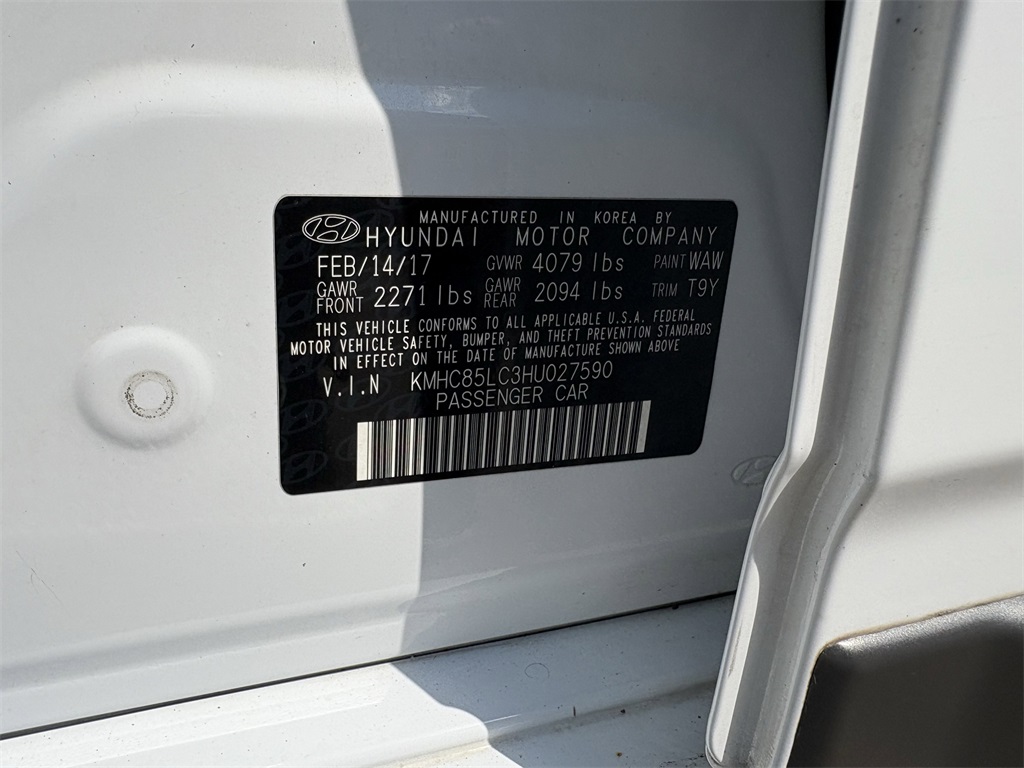 MANUFACTURED IN KOREA BY
HYUNDAI MOTOR COMPANY
FEB/14/17 GVWR 4079 lbs PAINT WAW
GAWR FRONT 2271 lbs GAWR REAR 2094 lbs TRIM T9Y
THIS VEHICLE CONFORMS TO ALL APPLICABLE U.S.A. FEDERAL
MOTOR VEHICLE SAFETY, BUMPER, AND THEFT PREVENTION STANDARDS
IN EFFECT ON THE DATE OF MANUFACTURE SHOWN ABOVE
V.I.N KMHC85LC3HU027590
PASSENGER CAR